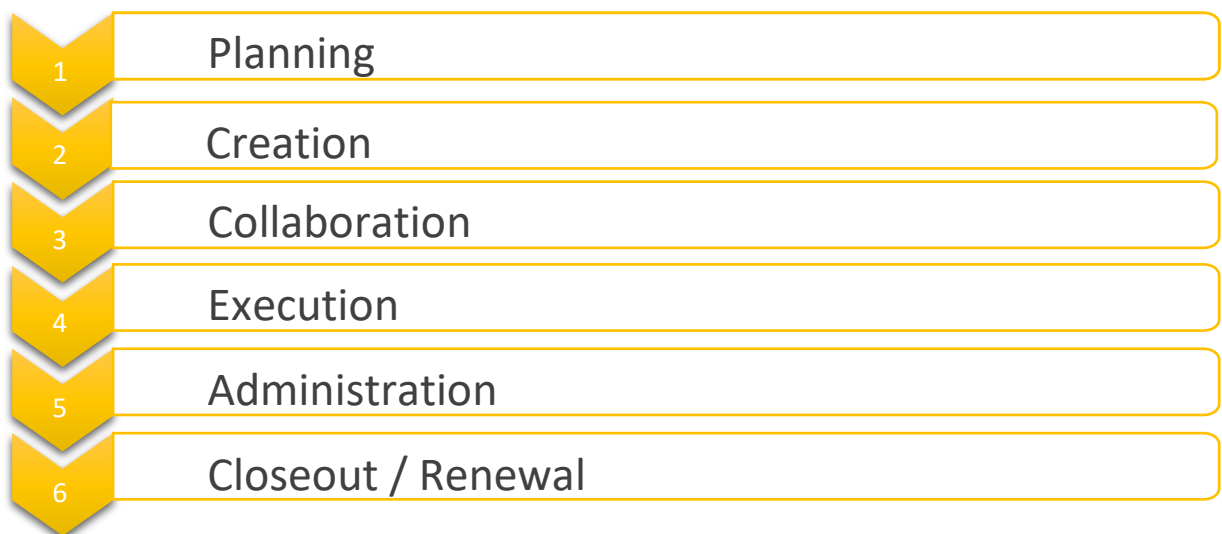 1 Planning
2 Creation
3 Collaboration
4 Execution
5 Administration
6 Closeout / Renewal